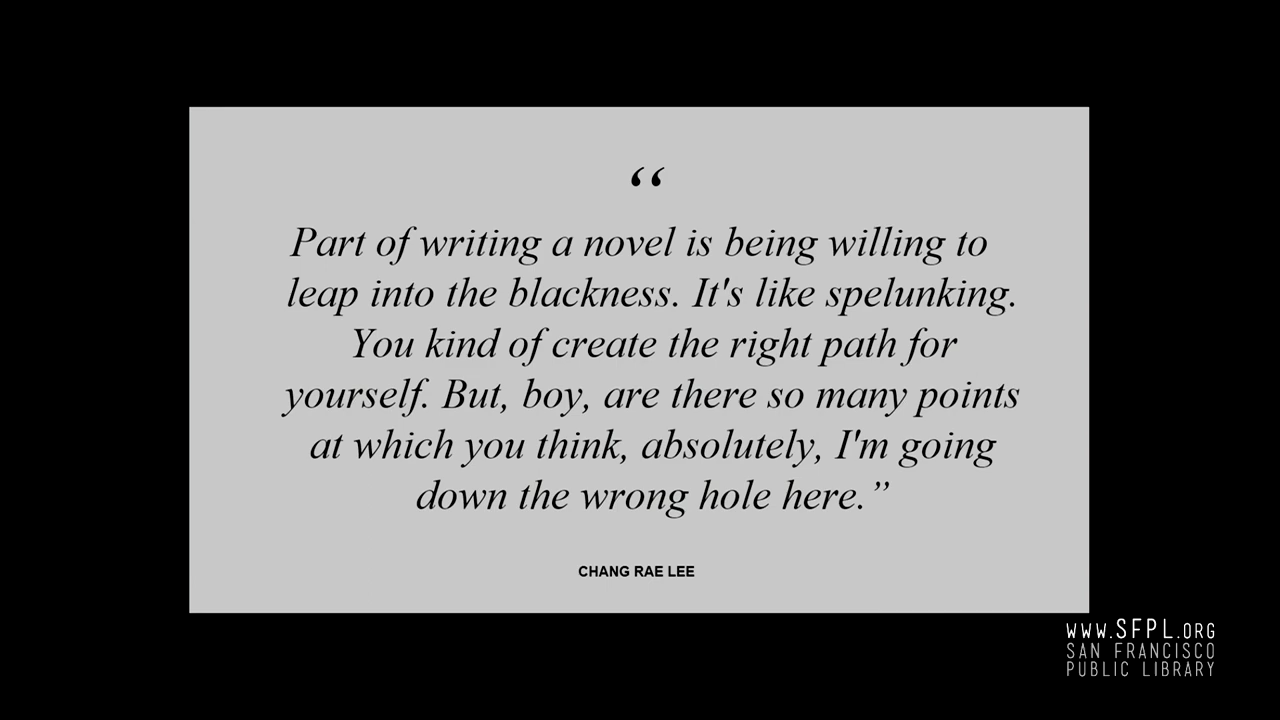 “
Part of writing a novel is being willing to
leap into the blackness. It's like spelunking.
You kind of create the right path for
yourself. But, boy, are there so many points
at which you think, absolutely, I'm going
down the wrong hole here.”
CHANG RAE LEE
WWW.SFPL.ORG
SAN FRANCISCO
PUBLIC LIBRARY